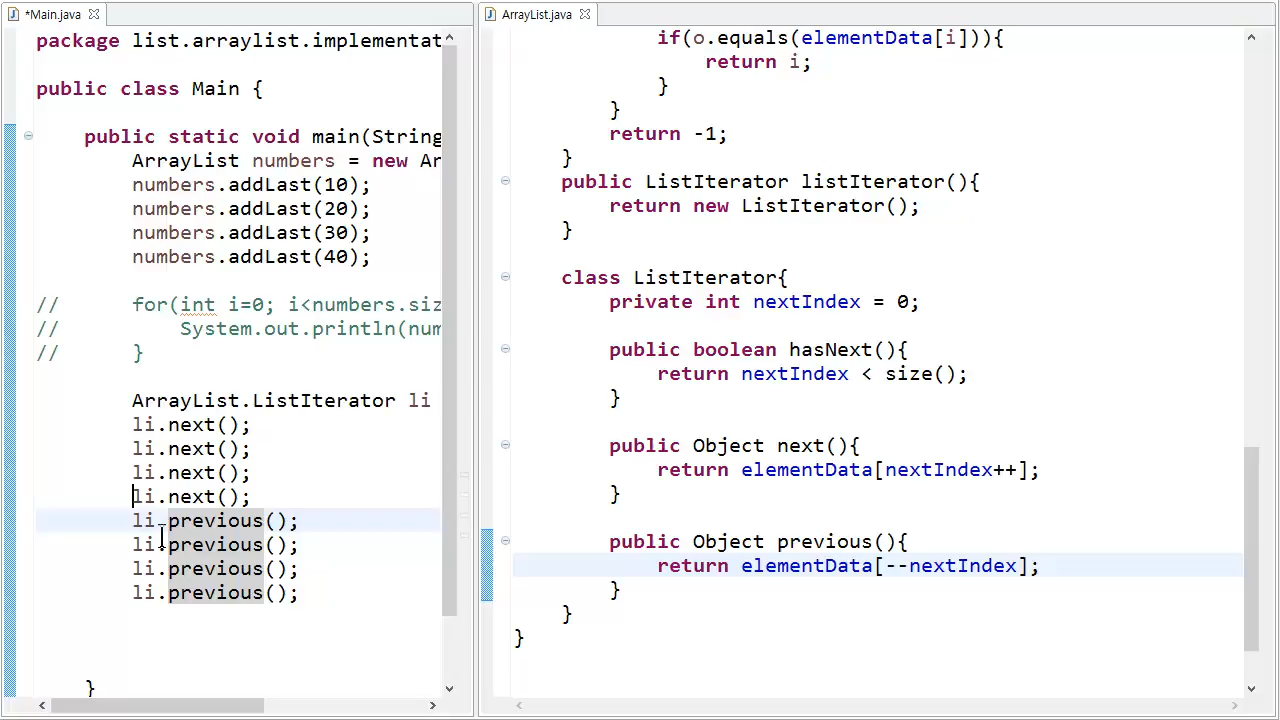 *Main.java
package list.arraylist.implementat
public class Main {
public static void main(String
ArrayList numbers = new Ar
numbers.addLast(10);
numbers.addLast(20);
numbers.addLast(30);
numbers.addLast(40);
// for(int i=0; i<numbers.siz
// System.out.println(num
// }
ArrayList.ListIterator li
li.next();
li.next();
li.next();
li.next();
li.previous();
li.previous();
li.previous();
li.previous();
}
ArrayList.java
if(o.equals(elementData[i])){
return i;
}
}
return -1;
}
public ListIterator listIterator(){
return new ListIterator();
}
class ListIterator{
private int nextIndex = 0;
public boolean hasNext(){
return nextIndex < size();
}
public Object next(){
return elementData[nextIndex++];
}
public Object previous(){
return elementData[--nextIndex];
}
}
}